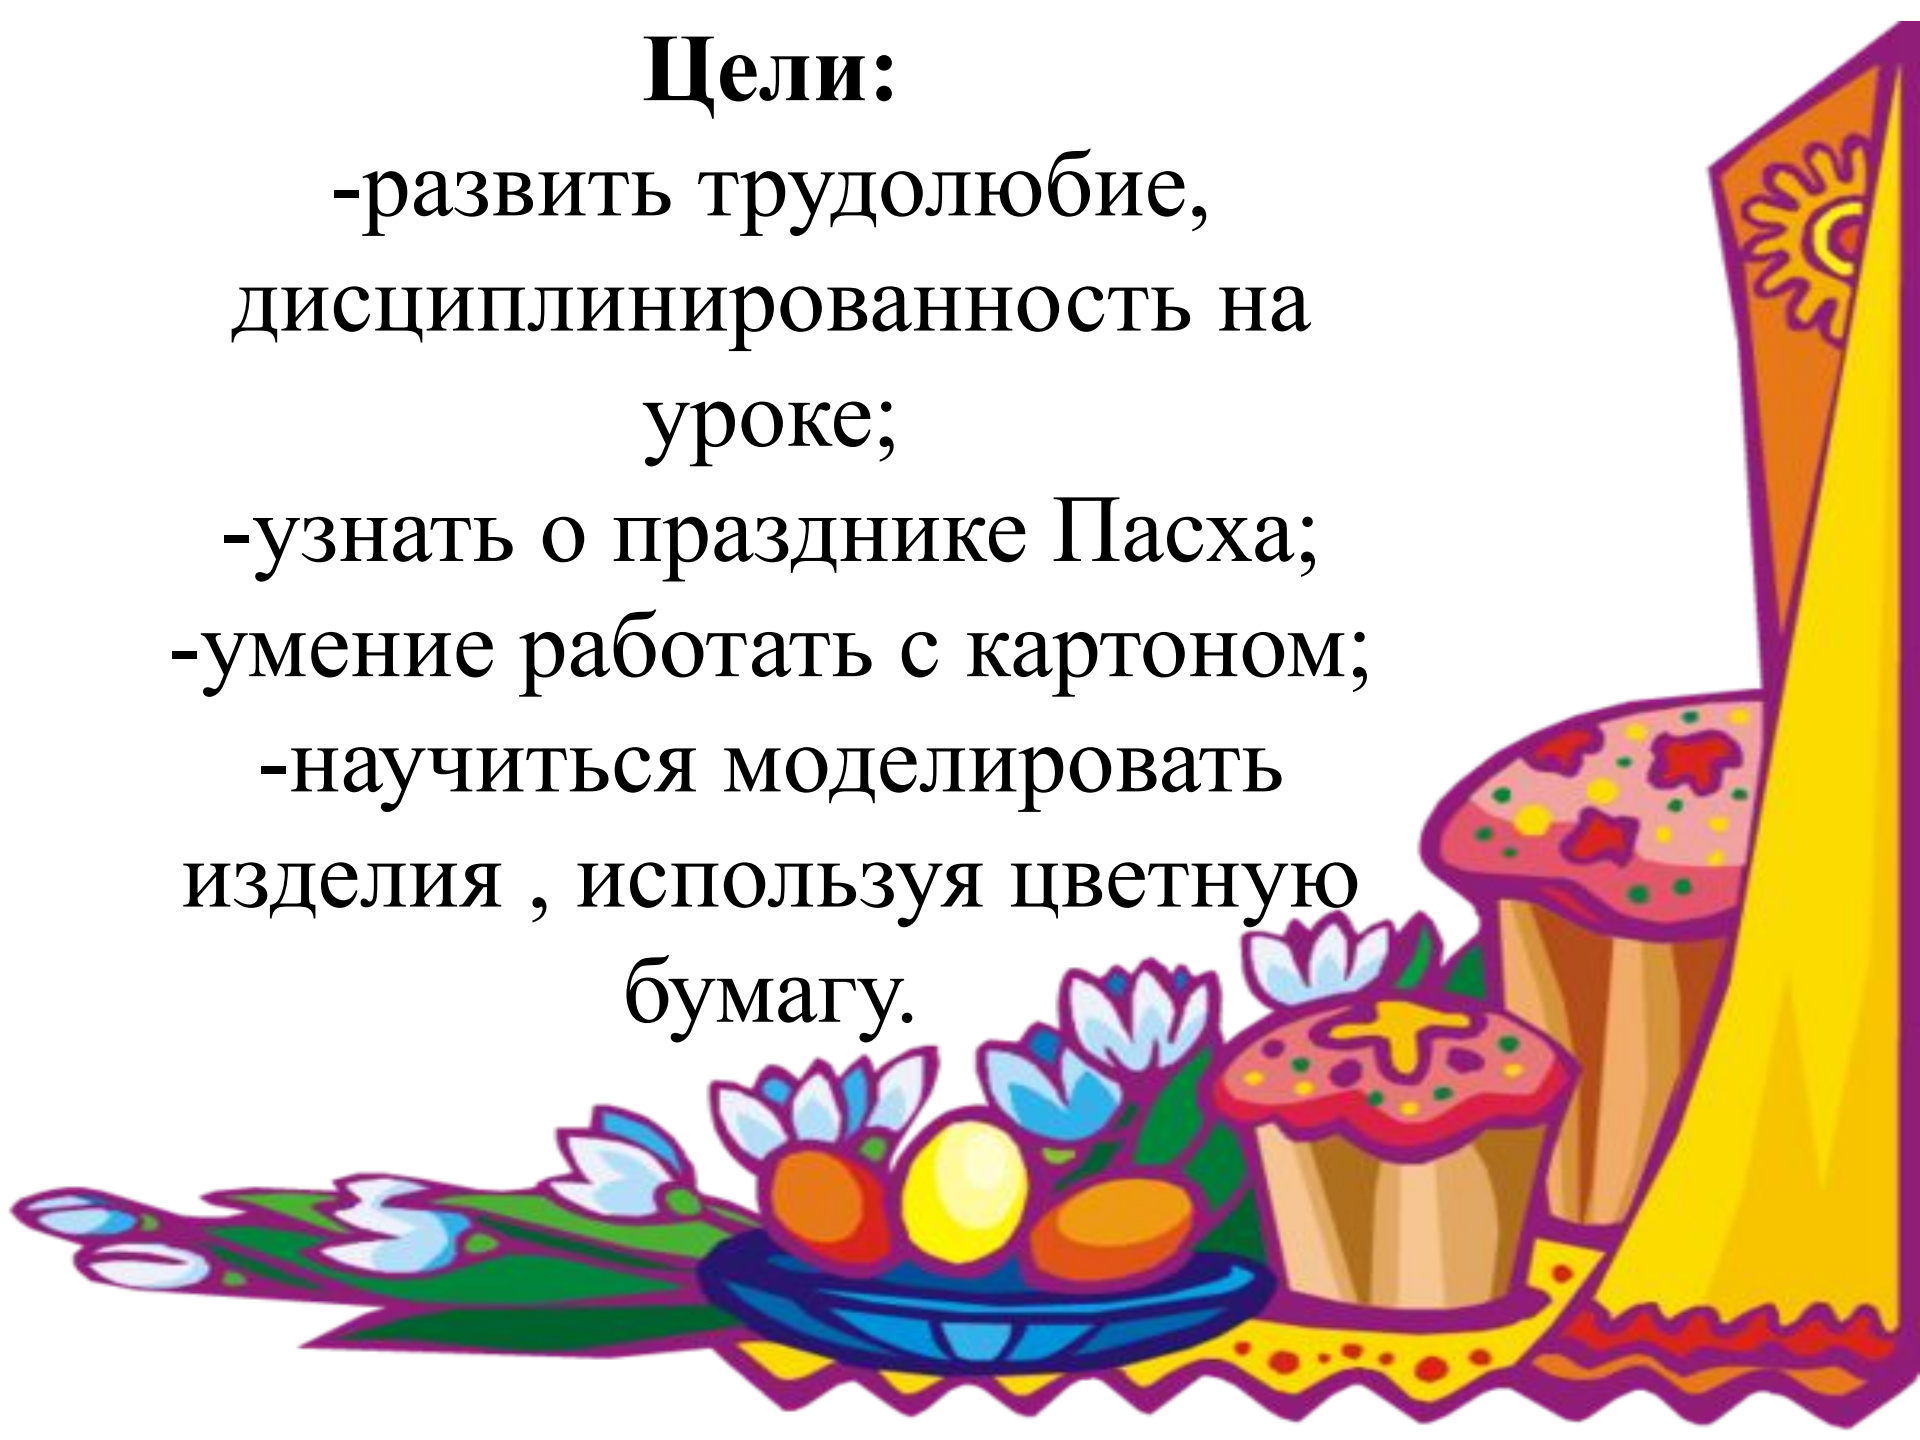 Цели:
-развить трудолюбие,
дисциплинированность на
уроке;
-узнать о празднике Пасха;
-умение работать с картоном;
-научиться моделировать
изделия , используя цветную
бумагу.